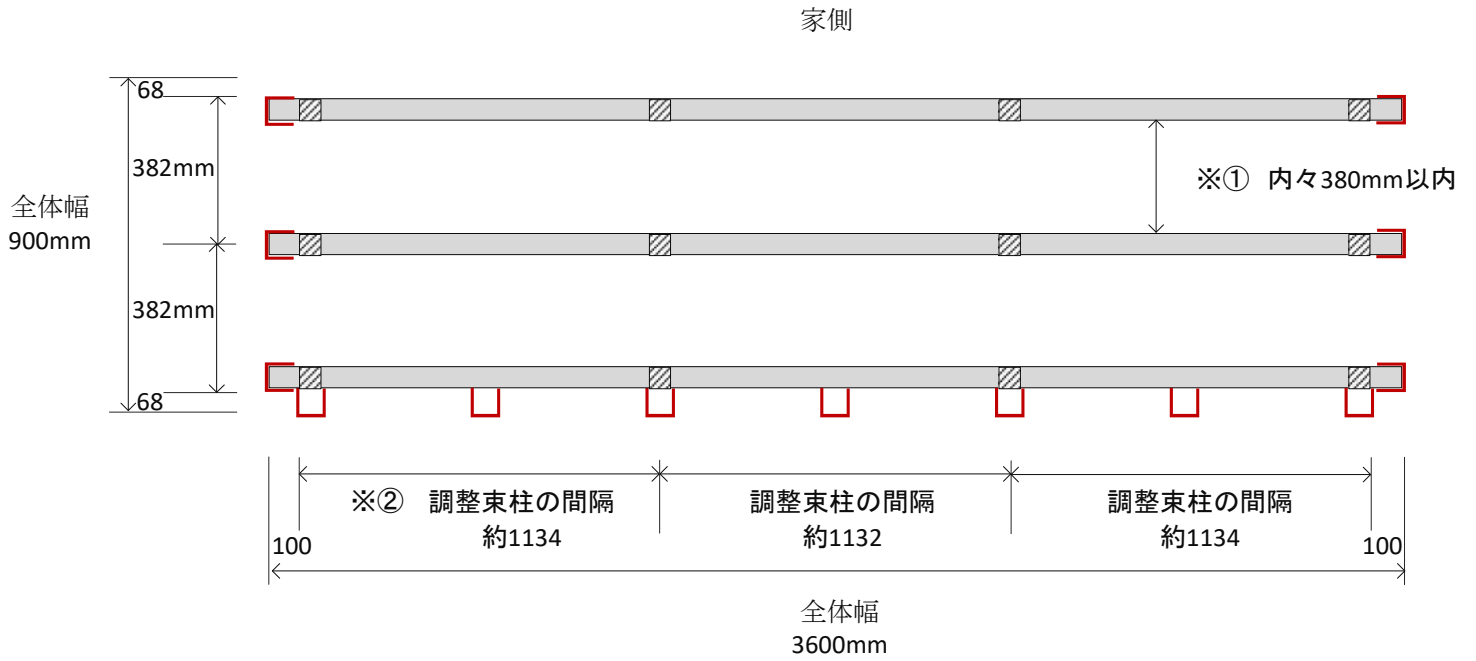 家側
68
382mm
※① 内々380mm以内
全体幅
900mm
382mm
68
※② 調整束柱の間隔
約1134
調整束柱の間隔
約1132
調整束柱の間隔
約1134
100
100
全体幅
3600mm